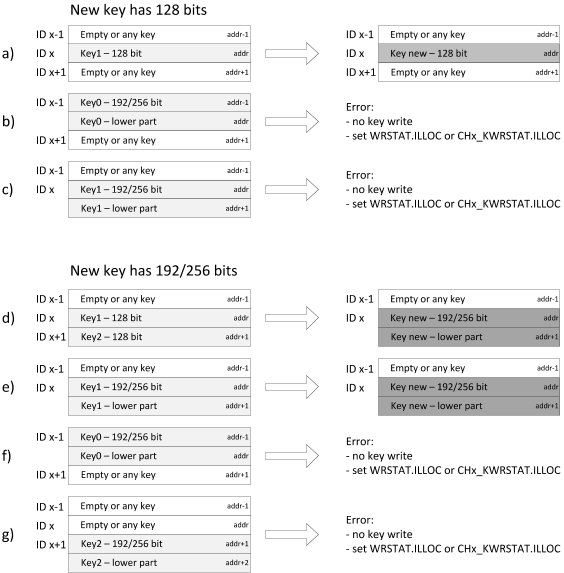 New key has 128 bits
a)
ID x-1 Empty or any key addr-1 ID x-1 Empty or any key addr-1
ID x Key1 – 128 bit addr ID x Key new – 128 bit addr
ID x+1 Empty or any key addr+1 ID x+1 Empty or any key addr+1
b)
ID x-1 Key0 – 192/256 bit addr-1
Key0 – lower part addr
ID x+1 Empty or any key addr+1
Error:
- no key write
- set WRSTAT.ILLOC or CHx_KWRSTAT.ILLOC
c)
ID x-1 Empty or any key addr-1
ID x Key1 – 192/256 bit addr
Key1 – lower part addr+1
Error:
- no key write
- set WRSTAT.ILLOC or CHx_KWRSTAT.ILLOC
New key has 192/256 bits
d)
ID x-1 Empty or any key addr-1 ID x-1 Empty or any key addr-1
ID x Key1 – 128 bit addr ID x Key new – 192/256 bit addr
ID x+1 Key2 – 128 bit addr+1 Key new – lower part addr+1
e)
ID x-1 Empty or any key addr-1 ID x-1 Empty or any key addr-1
ID x Key1 – 192/256 bit addr ID x Key new – 192/256 bit addr
Key1 – lower part addr+1 Key new – lower part addr+1
f)
ID x-1 Key0 – 192/256 bit addr-1
Key0 – lower part addr
ID x+1 Empty or any key addr+1
Error:
- no key write
- set WRSTAT.ILLOC or CHx_KWRSTAT.ILLOC
g)
ID x-1 Empty or any key addr-1
ID x Empty or any key addr
ID x+1 Key2 – 192/256 bit addr+1
Key2 – lower part addr+2
Error:
- no key write
- set WRSTAT.ILLOC or CHx_KWRSTAT.ILLOC